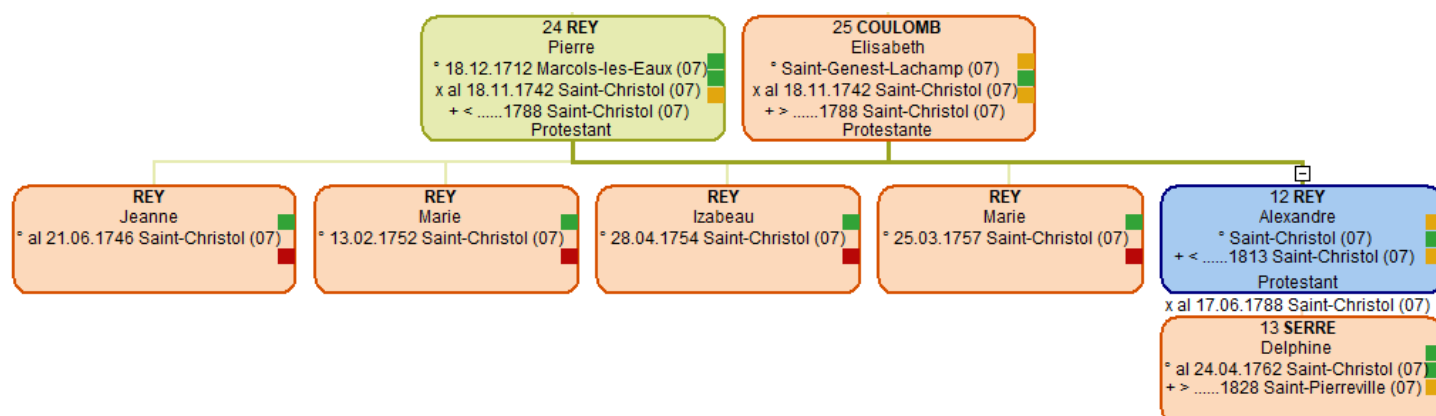 24 REY
Pierre
° 18.12.1712 Marcols-les-Eaux (07)
x al 18.11.1742 Saint-Christol (07)
+ < ......1788 Saint-Christol (07)
Protestant
25 COULOMB
Elisabeth
° Saint-Genest-Lachamp (07)
x al 18.11.1742 Saint-Christol (07)
+ > ......1788 Saint-Christol (07)
Protestante
REY
Jeanne
° al 21.06.1746 Saint-Christol (07)
REY
Marie
° 13.02.1752 Saint-Christol (07)
REY
Izabeau
° 28.04.1754 Saint-Christol (07)
REY
Marie
° 25.03.1757 Saint-Christol (07)
12 REY
Alexandre
° Saint-Christol (07)
+ < ......1813 Saint-Christol (07)
Protestant
x al 17.06.1788 Saint-Christol (07)
13 SERRE
Delphine
° al 24.04.1762 Saint-Christol (07)
+ > ......1828 Saint-Pierreville (07)